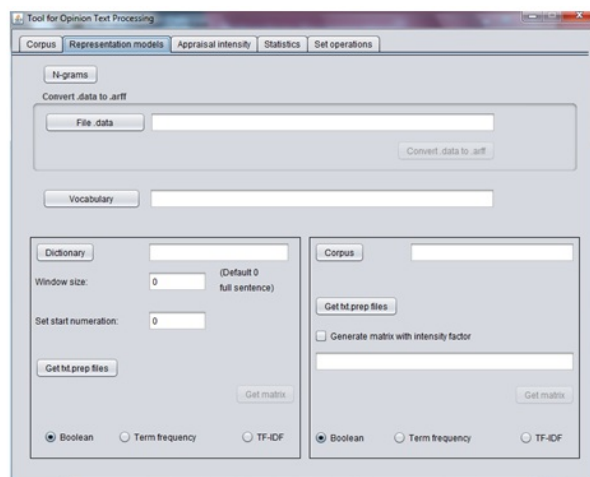 Tool for Opinion Text Processing
Corpus Representation models Appraisal intensity Statistics Set operations
N-grams
Convert .data to .arff
File .data
Convert .data to .arff
Vocabulary
Dictionary
Window size: 0 (Default 0
full sentence)
Set start numeration: 0
Get txt.prep files
Get matrix
Boolean Term frequency TF-IDF
Corpus
Get txt.prep files
Generate matrix with intensity factor
Get matrix
Boolean Term frequency TF-IDF